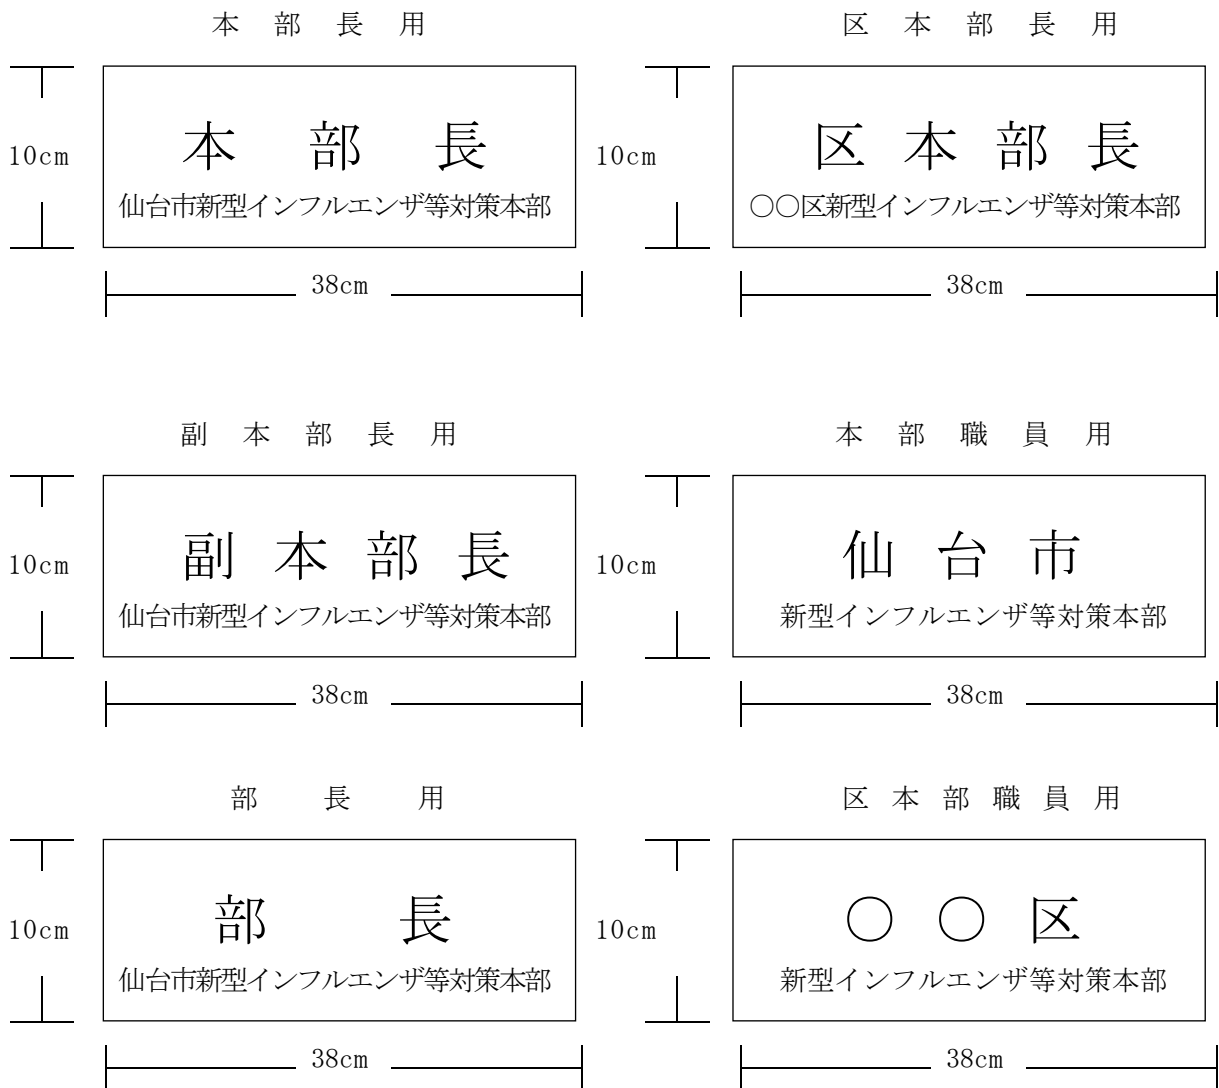 本部長用
区本部長用
本部長
区本部長
10cm
10cm
仙台市新型インフルエンザ等対策本部
〇〇区新型インフルエンザ等対策本部
38cm
38cm
副本部長用
本部職員用
副本部長
仙台市
10cm
10cm
仙台市新型インフルエンザ等対策本部
新型インフルエンザ等対策本部
38cm
38cm
部長用
区本部職員用
部長
〇〇区
10cm
10cm
仙台市新型インフルエンザ等対策本部
新型インフルエンザ等対策本部
38cm
38cm